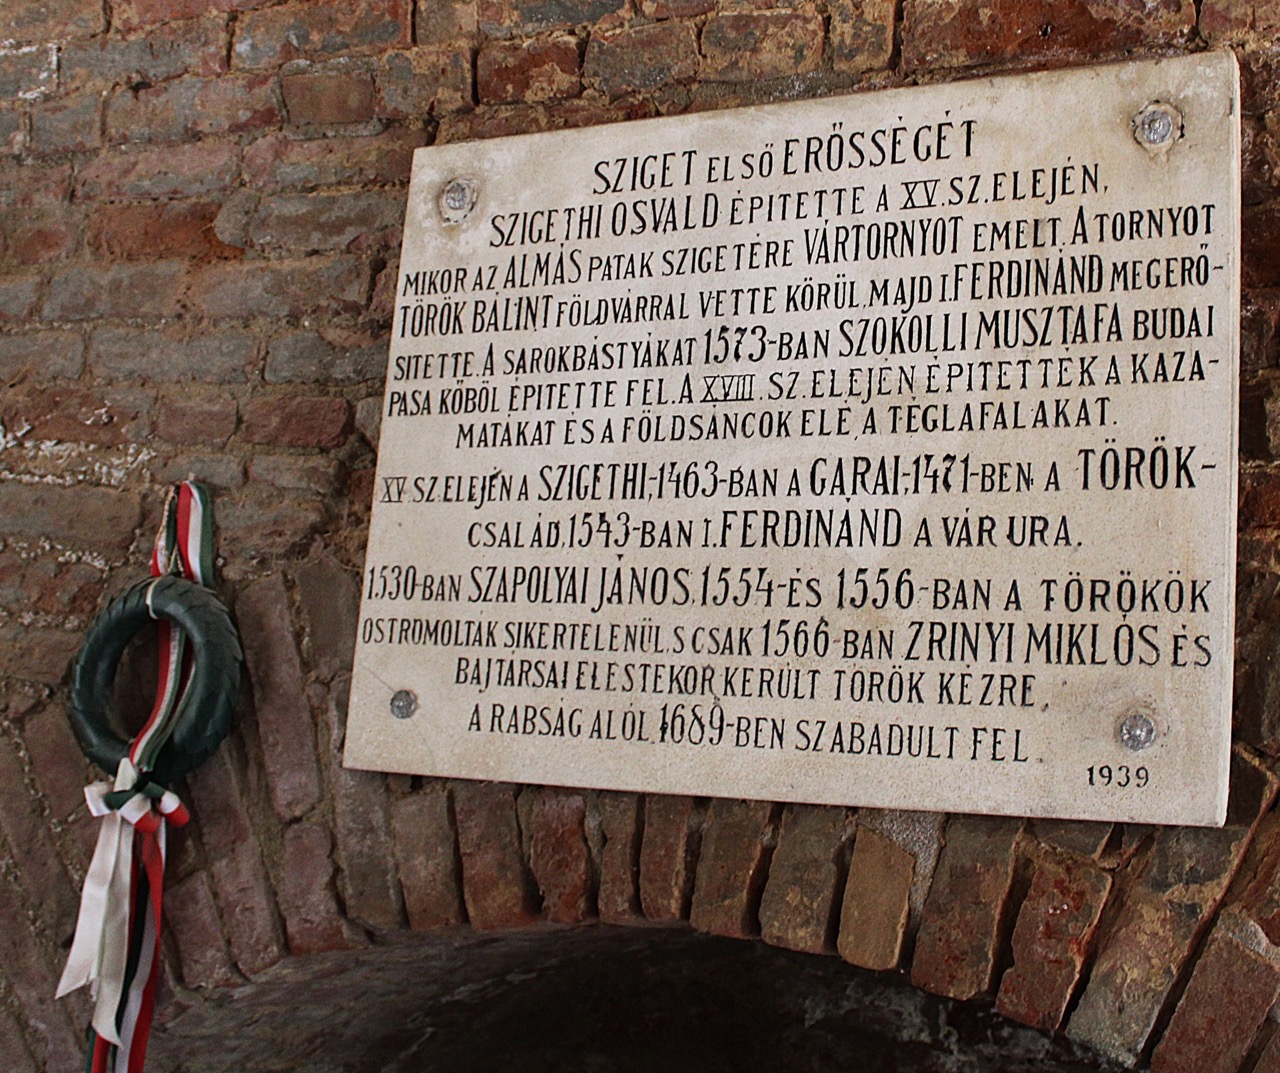 SZIGET ELSŐ ERŐSSÉGÉT
SZIGETHI OSVALD ÉPITETTE A XV. SZ. ELEJÉN,
MIKOR AZ ALMÁS PATAK SZIGETÉRE VÁRTORNYOT EMELT. A TORNYOT
TÖRÖK BÁLINT FÖLDVÁRRAL VETTE KÖRÜL, MAJD I. FERDINÁND MEGERŐ-
SITETTE. A SAROKBÁSTYÁKAT 1573-BAN SZOKOLLI MUSZTAFA BUDAI
PASA KŐBÖL ÉPITETTE FEL. A XVIII. SZ. ELEJÉN ÉPITETTÉK A KAZA-
MATÁKAT ÉS A FÖLDSÁNCOK ELÉ, A TÉGLAFALAKAT.
XV. SZ. ELEJÉN A SZIGETHI, 1463-BAN A GARAI, 1471-BEN A TÖRÖK-
CSALÁD, 1543-BAN I. FERDINÁND A VÁR URA.
1530-BAN SZAPOLYAI JÁNOS, 1554-ÉS 1556-BAN A TÖRÖKÖK
OSTROMOLTÁK SIKERTELENÜL, S CSAK 1566-BAN ZRINYI MIKLÓS ÉS
BAJTÁRSAI ELESTEKOR KERÜLT TÖRÖK KÉZRE.
A RABSÁG ALÓL 1689-BEN SZABADULT FEL.
1939